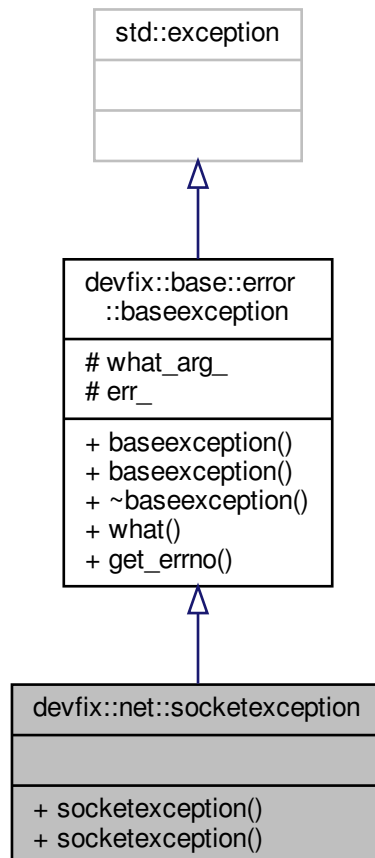 std::exception
devfix::base::error
::baseexception
# what_arg_
# err_
+ baseexception()
+ baseexception()
+ ~baseexception()
+ what()
+ get_errno()
devfix::net::socketexception
+ socketexception()
+ socketexception()